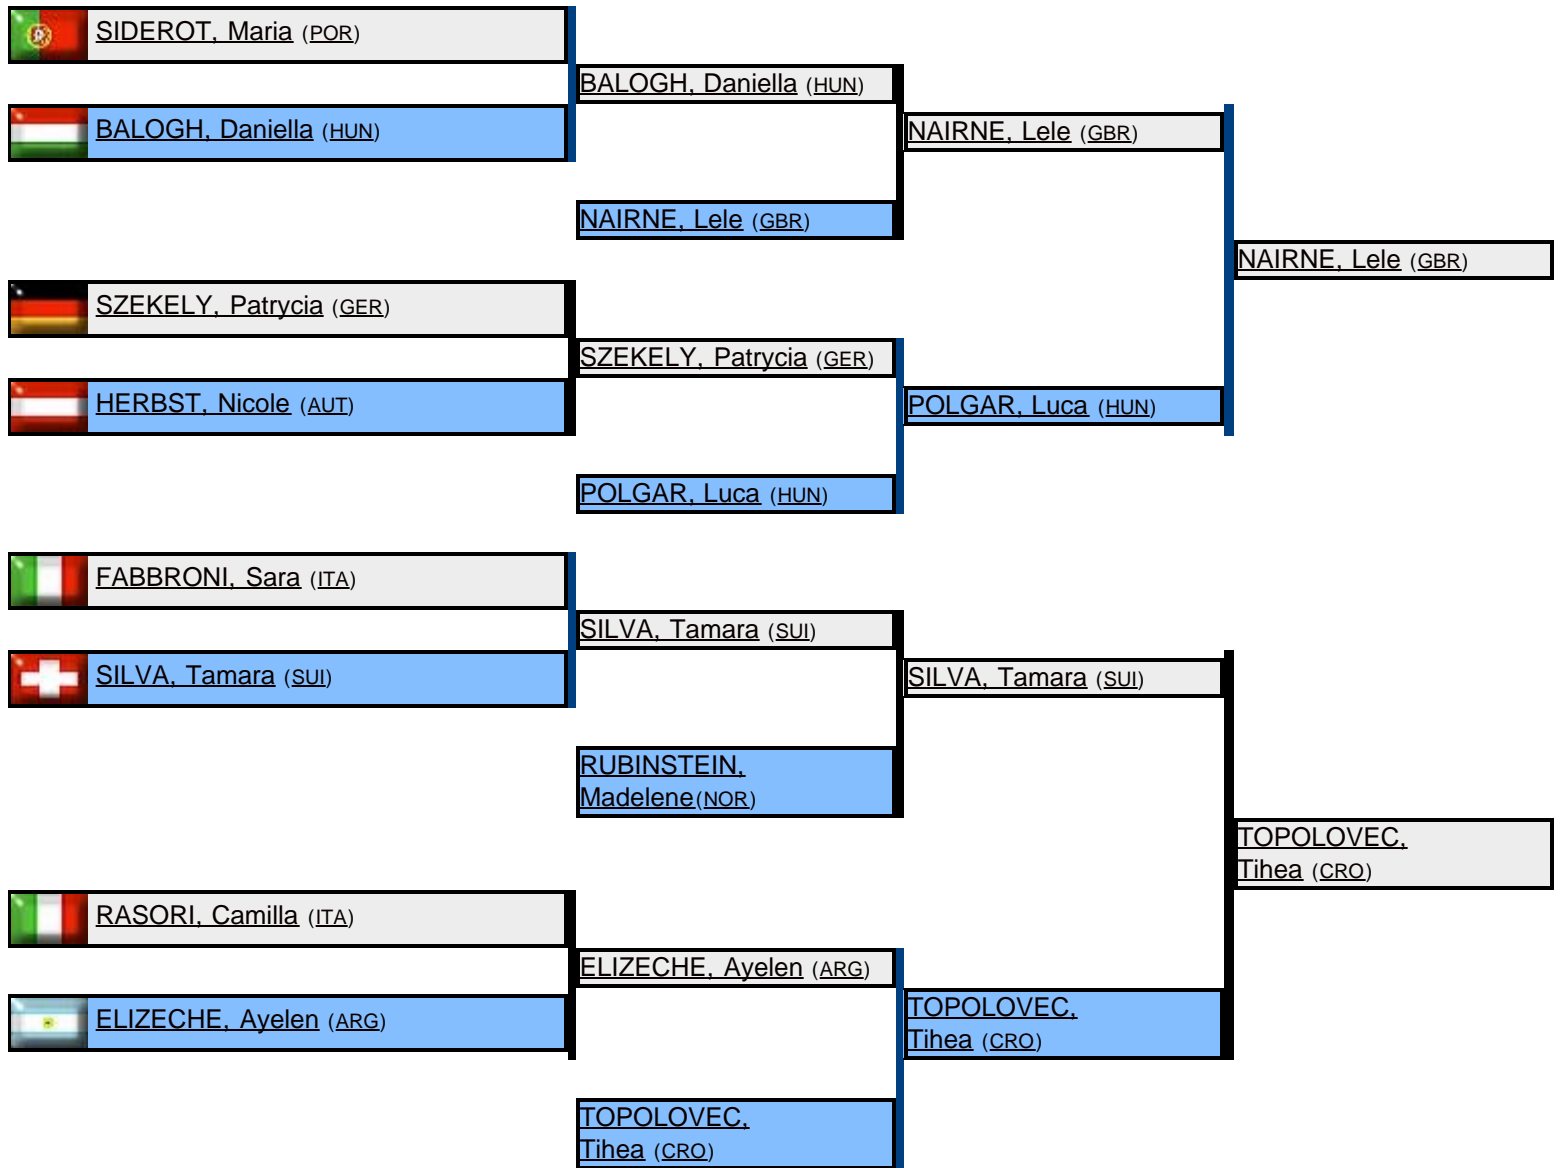 SIDEROT, Maria (POR)
BALOGH, Daniella (HUN)
BALOGH, Daniella (HUN)
NAIRNE, Lele (GBR)
NAIRNE, Lele (GBR)
NAIRNE, Lele (GBR)
SZEKELY, Patrycia (GER)
SZEKELY, Patrycia (GER)
HERBST, Nicole (AUT)
POLGAR, Luca (HUN)
POLGAR, Luca (HUN)
FABBRONI, Sara (ITA)
SILVA, Tamara (SUI)
SILVA, Tamara (SUI)
SILVA, Tamara (SUI)
RUBINSTEIN,
Madelene(NOR)
TOPOLOVEC,
Tihea (CRO)
RASORI, Camilla (ITA)
ELIZECHE, Ayelen (ARG)
ELIZECHE, Ayelen (ARG)
TOPOLOVEC,
Tihea (CRO)
TOPOLOVEC,
Tihea (CRO)